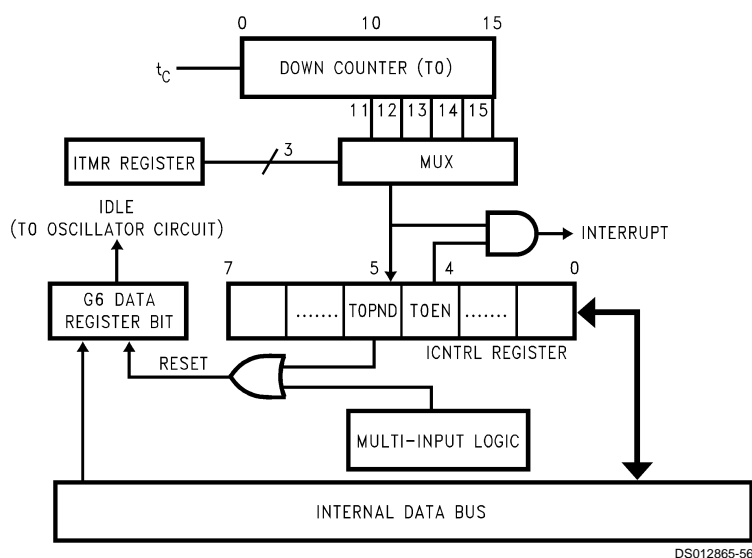 0 10 15
DOWN COUNTER (T0)
tC
11 12 13 14 15
ITMR REGISTER
3
MUX
IDLE
(TO OSCILLATOR CIRCUIT)
INTERRUPT
7 5 4 0
G6 DATA
REGISTER BIT
....... T0PND T0EN .......
ICNTRL REGISTER
RESET
MULTI-INPUT LOGIC
INTERNAL DATA BUS
DS012865-56